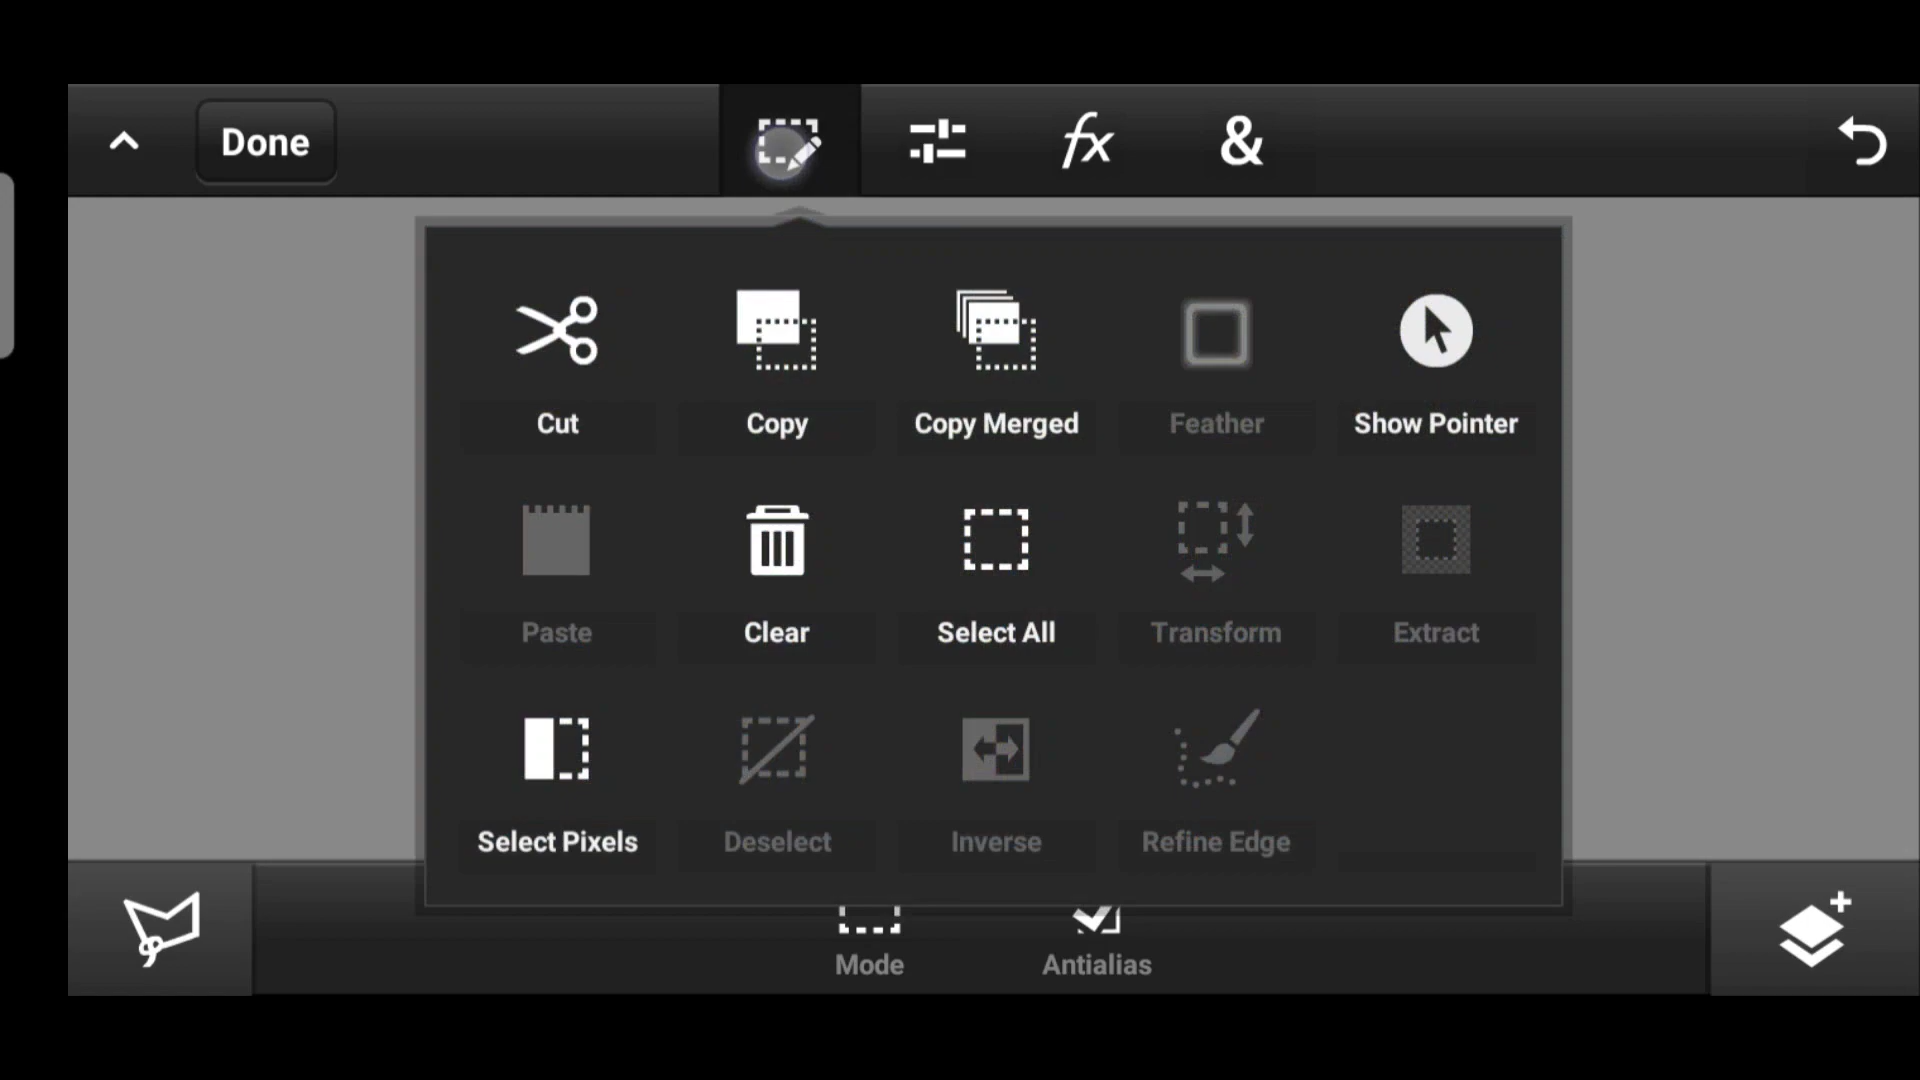 Done
fx
&
Cut
Copy
Copy Merged
Feather
Show Pointer
Paste
Clear
Select All
Transform
Extract
Select Pixels
Deselect
Inverse
Refine Edge
Mode
Antialias